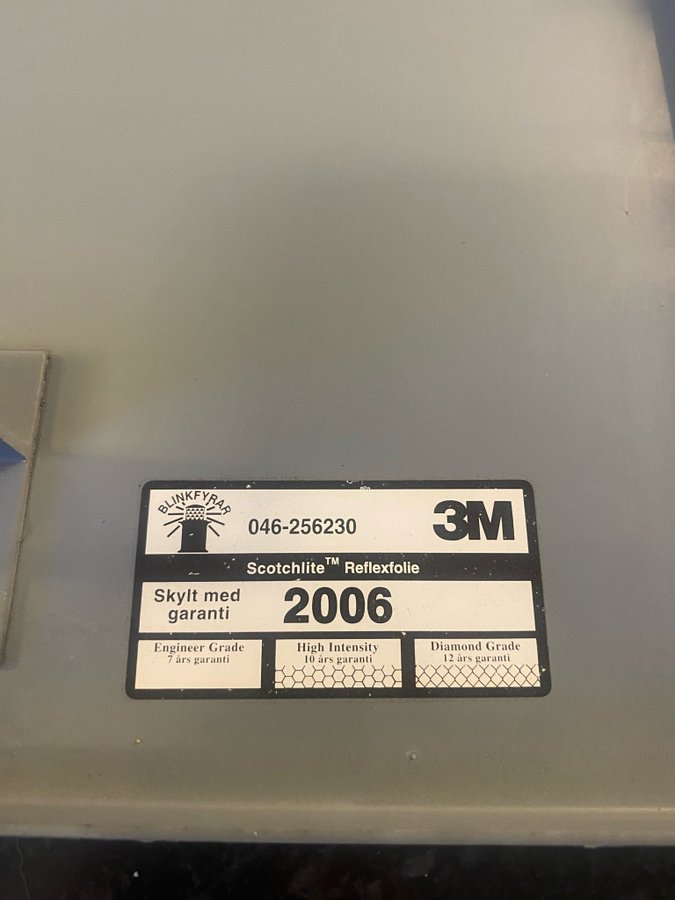 BLINKFYRAR
046-256230
3M
Scotchlite™ Reflexfolie
Skylt med
garanti
2006
Engineer Grade
7 års garanti
High Intensity
10 års garanti
Diamond Grade
12 års garanti